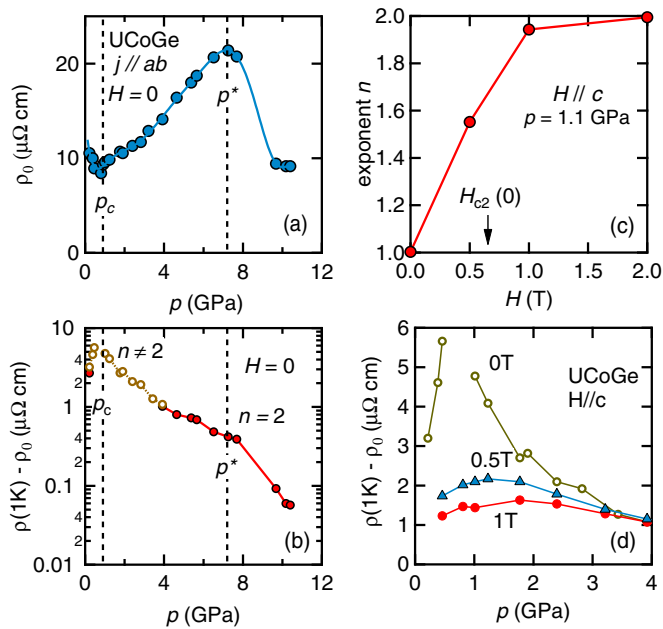 UCoGe
j // ab
H = 0
p*
p_c
(a)
ρ₀ (μΩ cm)
20
10
0
0 4 8 12
p (GPa)
H // c
p = 1.1 GPa
H_c2 (0)
(c)
exponent n
2.0
1.8
1.6
1.4
1.2
1.0
0.0 0.5 1.0 1.5 2.0
H (T)
n ≠ 2
H = 0
p_c
n = 2
p*
(b)
ρ(1K) - ρ₀ (μΩ cm)
10
4
2
1
4
2
0.1
4
2
0.01
0 4 8 12
p (GPa)
0T
UCoGe
H//c
0.5T
1T
(d)
ρ(1K) - ρ₀ (μΩ cm)
6
5
4
3
2
1
0
0 1 2 3 4
p (GPa)